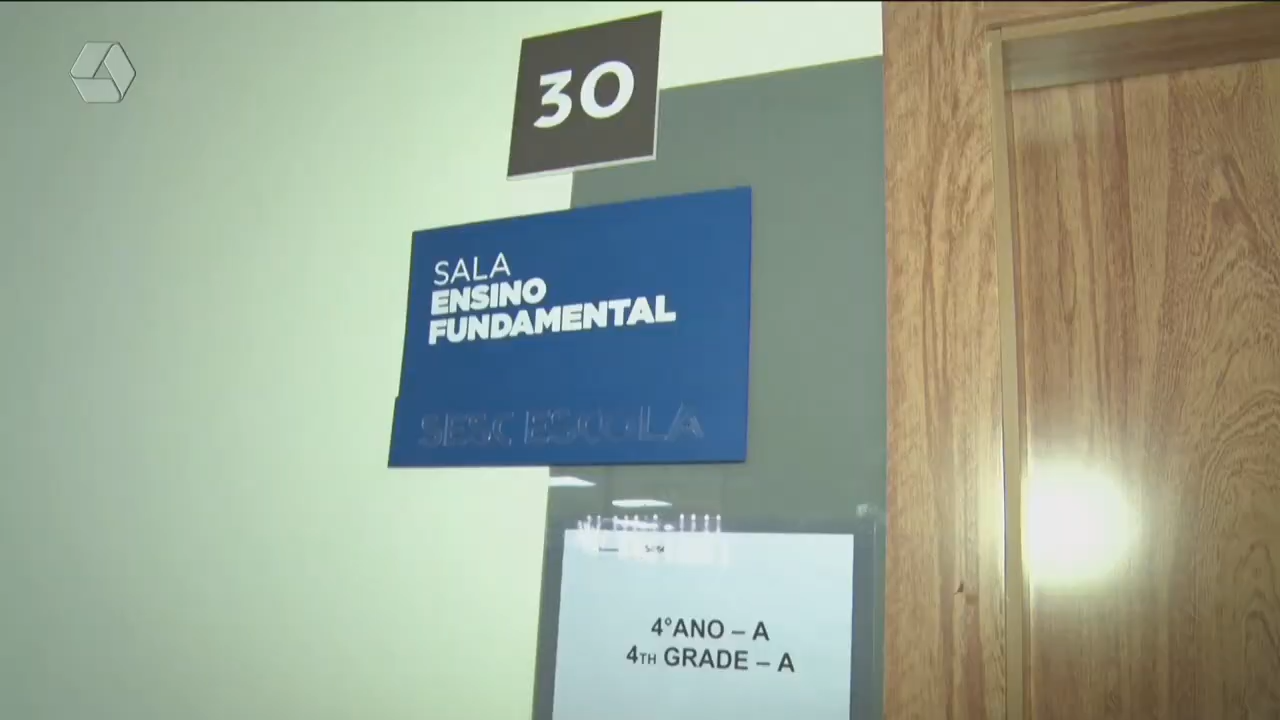 30
SALA
ENSINO
FUNDAMENTAL
SESC ESCOLA
4°ANO – A
4TH GRADE – A